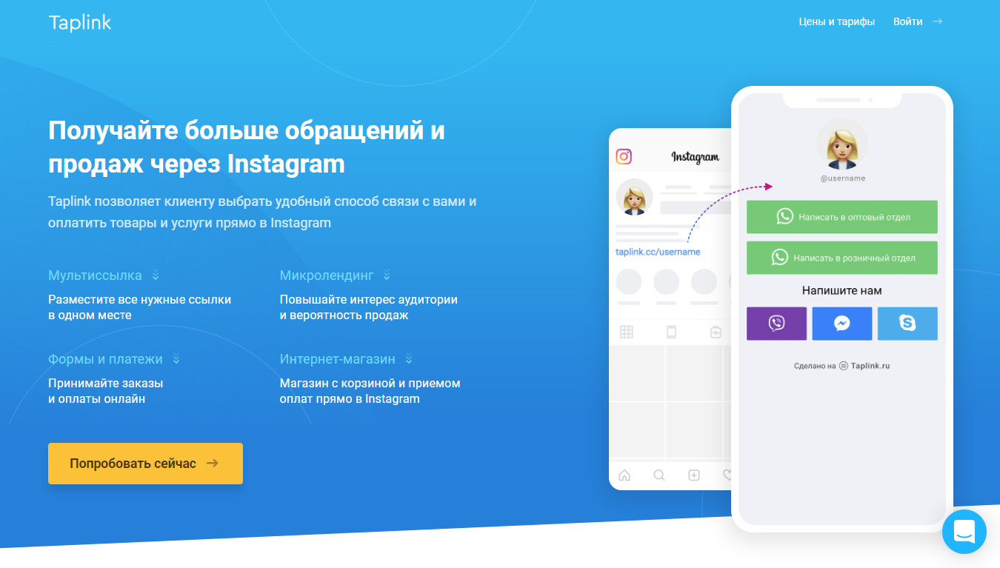 Taplink
Цены и тарифы
Войти
Получайте больше обращений и
продаж через Instagram
Taplink позволяет клиенту выбрать удобный способ связи с вами и
оплатить товары и услуги прямо в Instagram
Мультиссылка
Разместите все нужные ссылки
в одном месте
Микролендинг
Повышайте интерес аудитории
и вероятность продаж
Формы и платежи
Принимайте заказы
и оплаты онлайн
Интернет-магазин
Магазин с корзиной и приемом
оплат прямо в Instagram
Попробовать сейчас
Instagram
taplink.cc/username
@username
Написать в оптовый отдел
Написать в розничный отдел
Напишите нам
Сделано на Taplink.ru